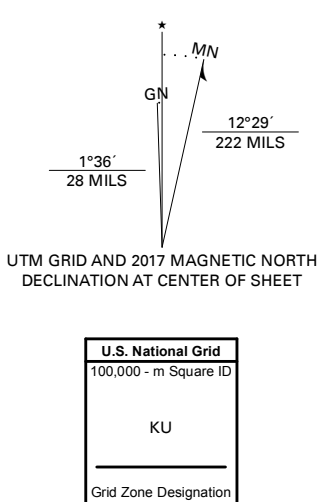 ★
MN
GN
12°29´
222 MILS
1°36´
28 MILS
UTM GRID AND 2017 MAGNETIC NORTH
DECLINATION AT CENTER OF SHEET
U.S. National Grid
100,000 - m Square ID
KU
Grid Zone Designation